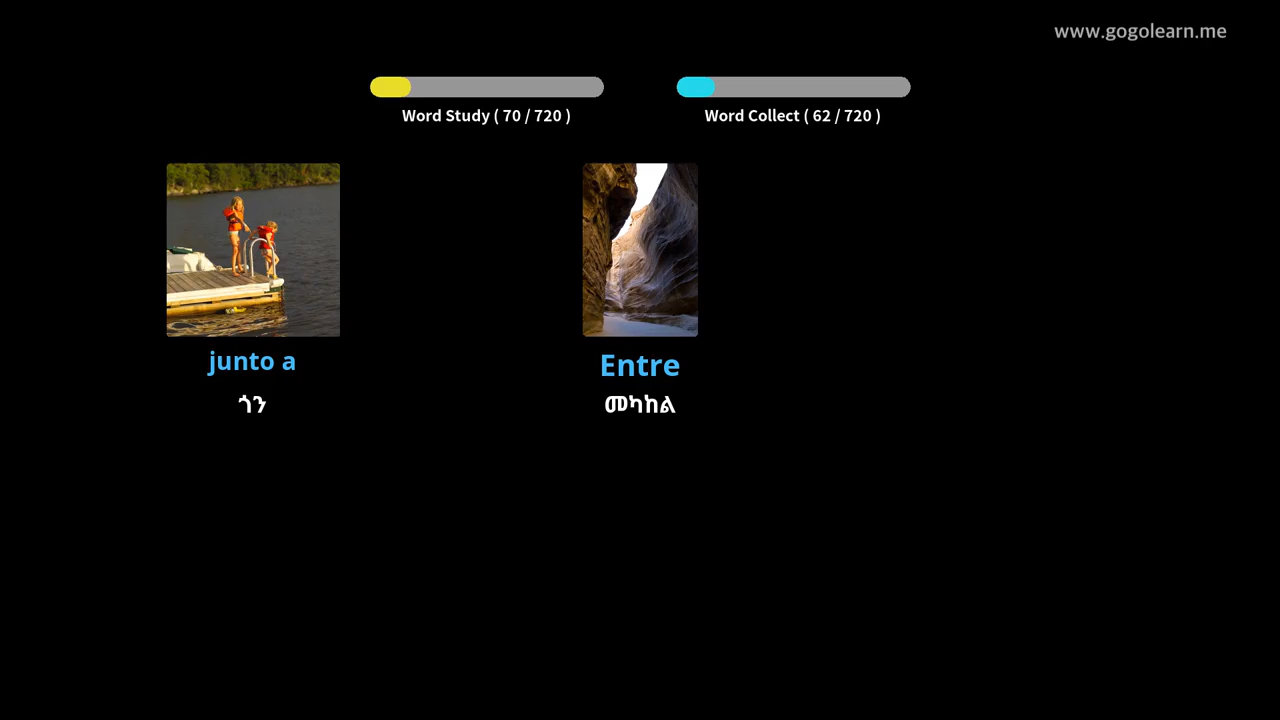 www.gogolearn.me
Word Study ( 70 / 720 )
Word Collect ( 62 / 720 )
junto a
ጎን
Entre
መካከል